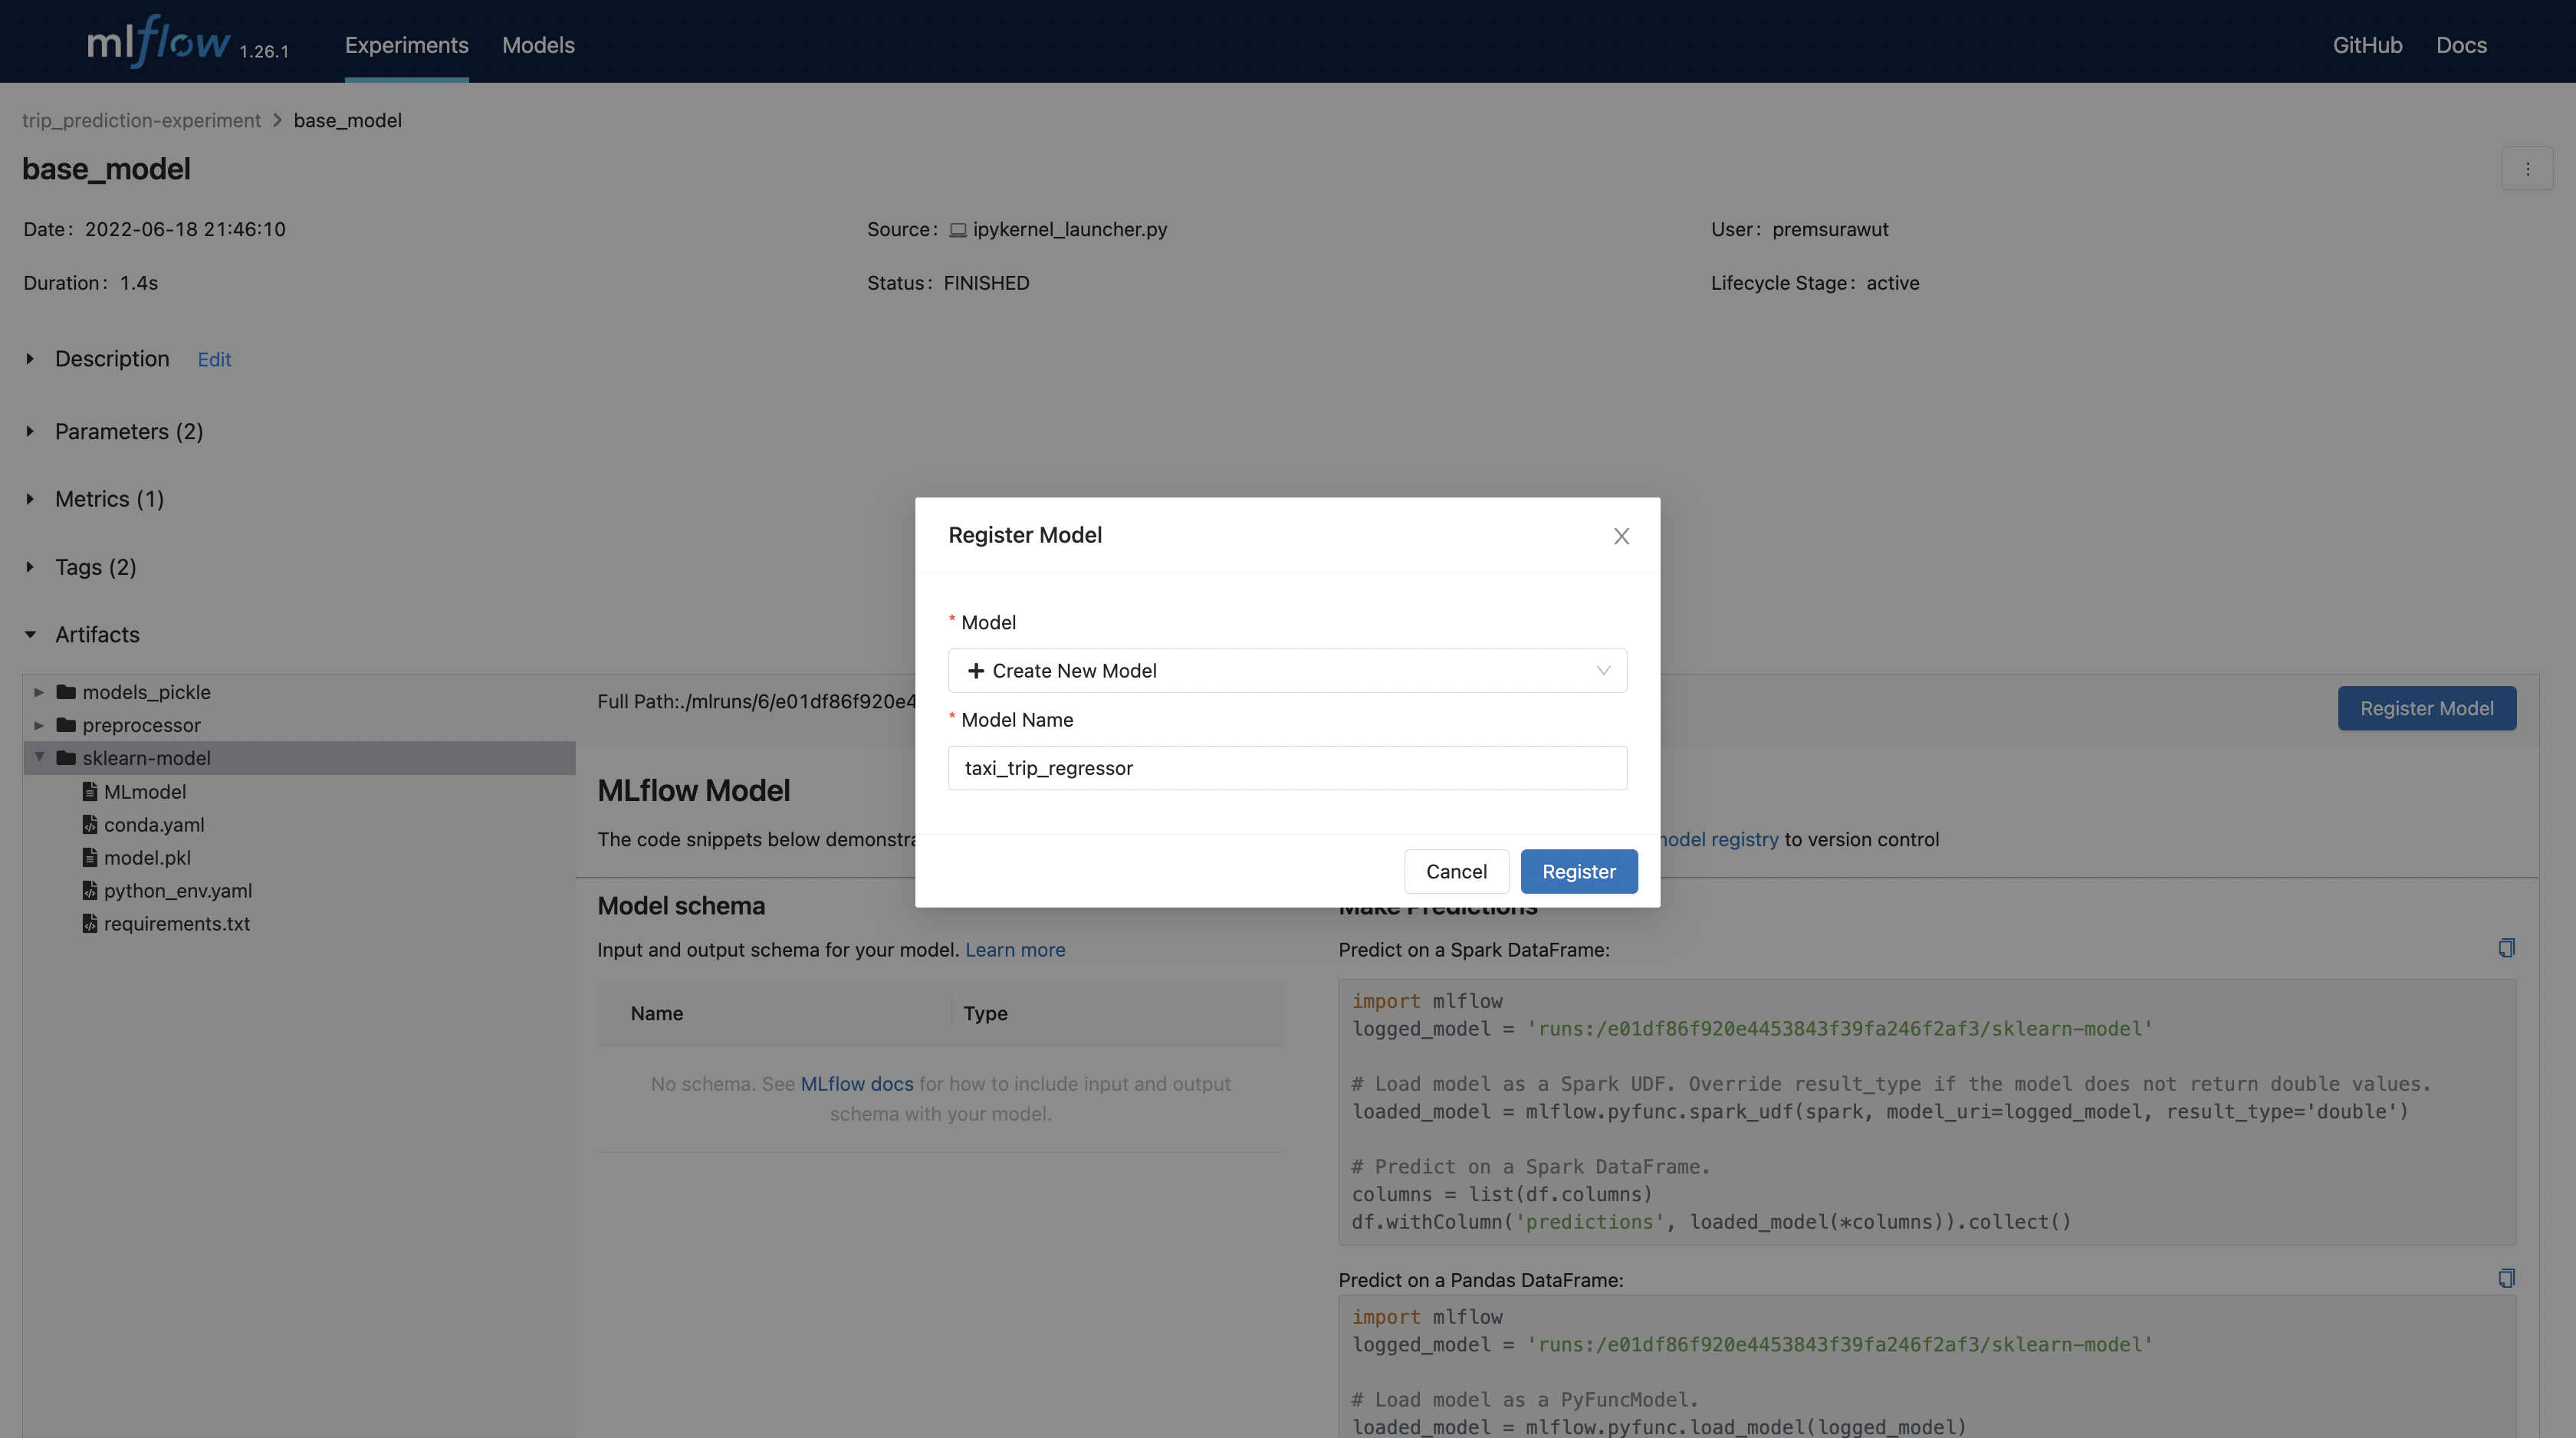 mlflow 1.26.1 Experiments Models GitHub Docs
trip_prediction-experiment > base_model
base_model
Date: 2022-06-18 21:46:10 Source: ipykernel_launcher.py User: premsurawut
Duration: 1.4s Status: FINISHED Lifecycle Stage: active
Description Edit
Parameters (2)
Metrics (1)
Tags (2)
Artifacts
models_pickle
preprocessor
sklearn-model
MLmodel
conda.yaml
model.pkl
python_env.yaml
requirements.txt
Full Path:./mlruns/6/e01df86f920e4
Register Model
MLflow Model
The code snippets below demonstra
model registry to version control
Model schema
Input and output schema for your model. Learn more
Name Type
No schema. See MLflow docs for how to include input and output
schema with your model.
Make Predictions
Predict on a Spark DataFrame:
import mlflow
logged_model = 'runs:/e01df86f920e4453843f39fa246f2af3/sklearn-model'
# Load model as a Spark UDF. Override result_type if the model does not return double values.
loaded_model = mlflow.pyfunc.spark_udf(spark, model_uri=logged_model, result_type='double')
# Predict on a Spark DataFrame.
columns = list(df.columns)
df.withColumn('predictions', loaded_model(*columns)).collect()
Predict on a Pandas DataFrame:
import mlflow
logged_model = 'runs:/e01df86f920e4453843f39fa246f2af3/sklearn-model'
# Load model as a PyFuncModel.
loaded_model = mlflow.pyfunc.load_model(logged_model)
Register Model
* Model
Create New Model
* Model Name
taxi_trip_regressor
Cancel Register